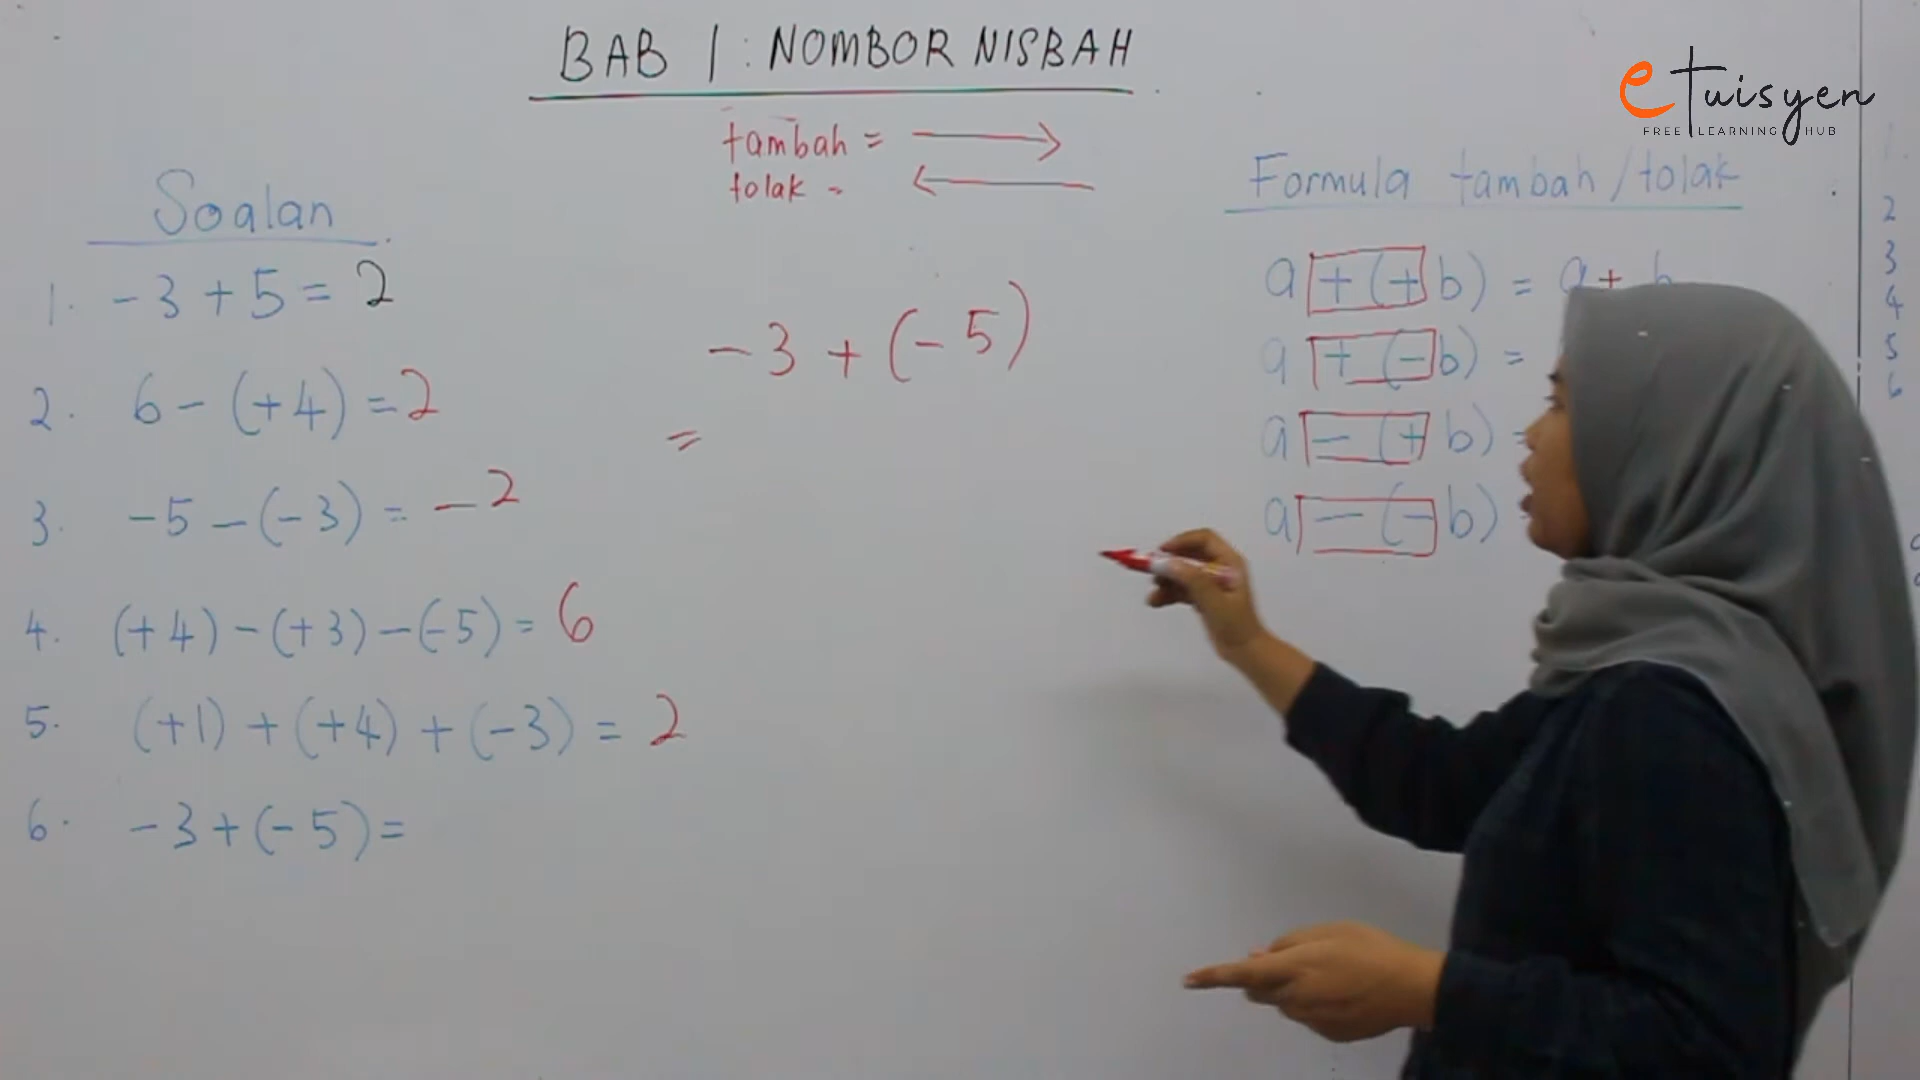 BAB 1 : NOMBOR NISBAH
eTuisyen
FREE LEARNING HUB
tambah = →
tolak = ←
Soalan
1. -3 + 5 = 2
2. 6 - (+4) = 2
3. -5 - (-3) = -2
4. (+4) - (+3) - (-5) = 6
5. (+1) + (+4) + (-3) = 2
6. -3 + (-5) =
-3 + (-5)
=
Formula tambah / tolak
a + (+b) = a + b
a + (-b) =
a - (+b) =
a - (-b)
2
3
4
5
6